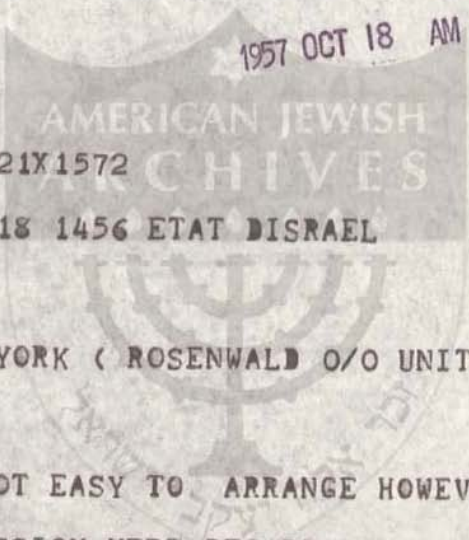 1957 OCT 18 AM
AMERICAN JEWISH
ARCHIVES
21X1572
18 1456 ETAT DISRAEL
YORK ( ROSENWALD O/O UNIT
OT EASY TO ARRANGE HOWEV